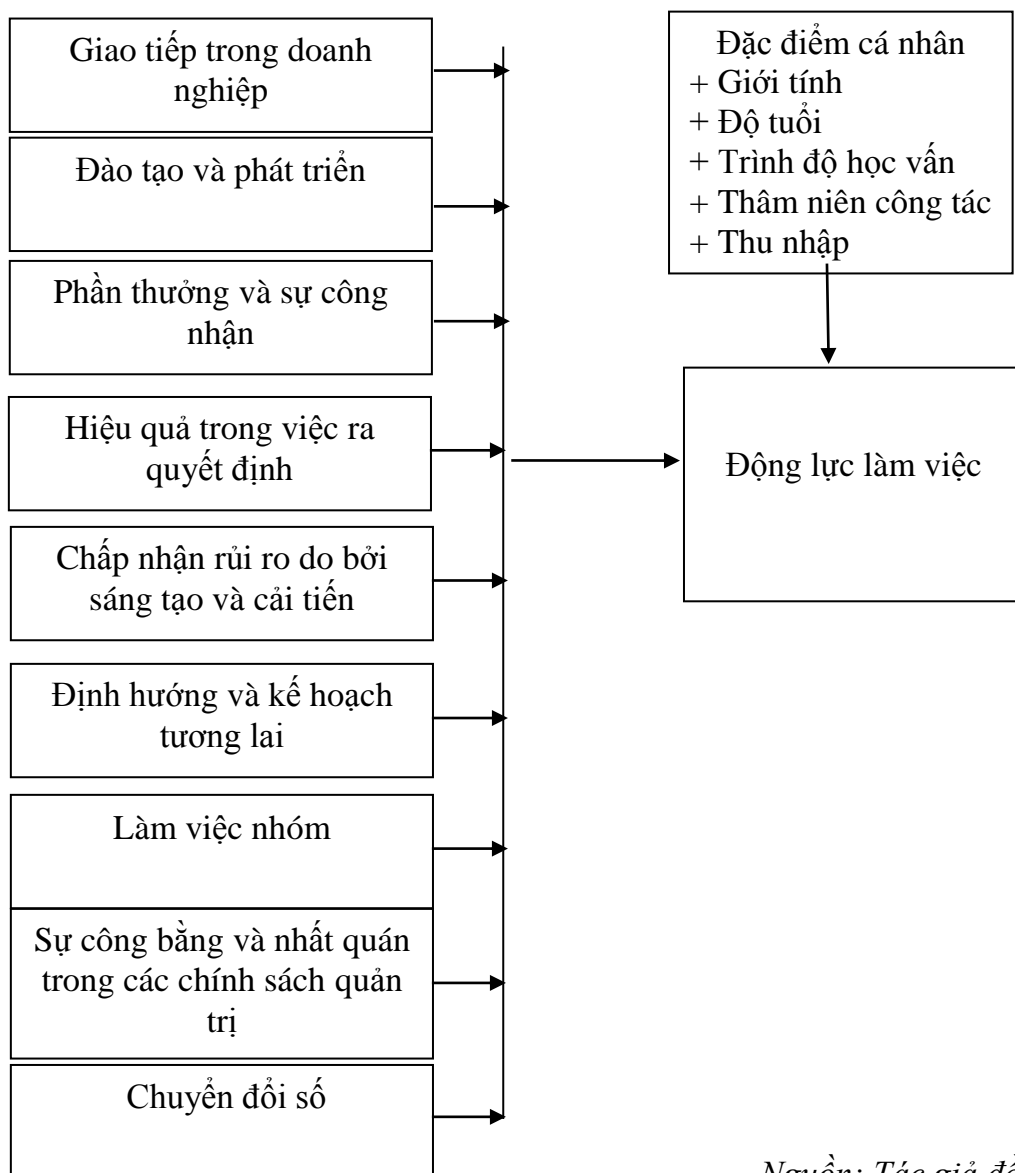 Giao tiếp trong doanh
nghiệp
Đào tạo và phát triển
Phần thưởng và sự công
nhận
Hiệu quả trong việc ra
quyết định
Chấp nhận rủi ro do bởi
sáng tạo và cải tiến
Định hướng và kế hoạch
tương lai
Làm việc nhóm
Sự công bằng và nhất quán
trong các chính sách quản
trị
Chuyển đổi số
Đặc điểm cá nhân
+ Giới tính
+ Độ tuổi
+ Trình độ học vấn
+ Thâm niên công tác
+ Thu nhập
Động lực làm việc
Nguồn: Tác giả